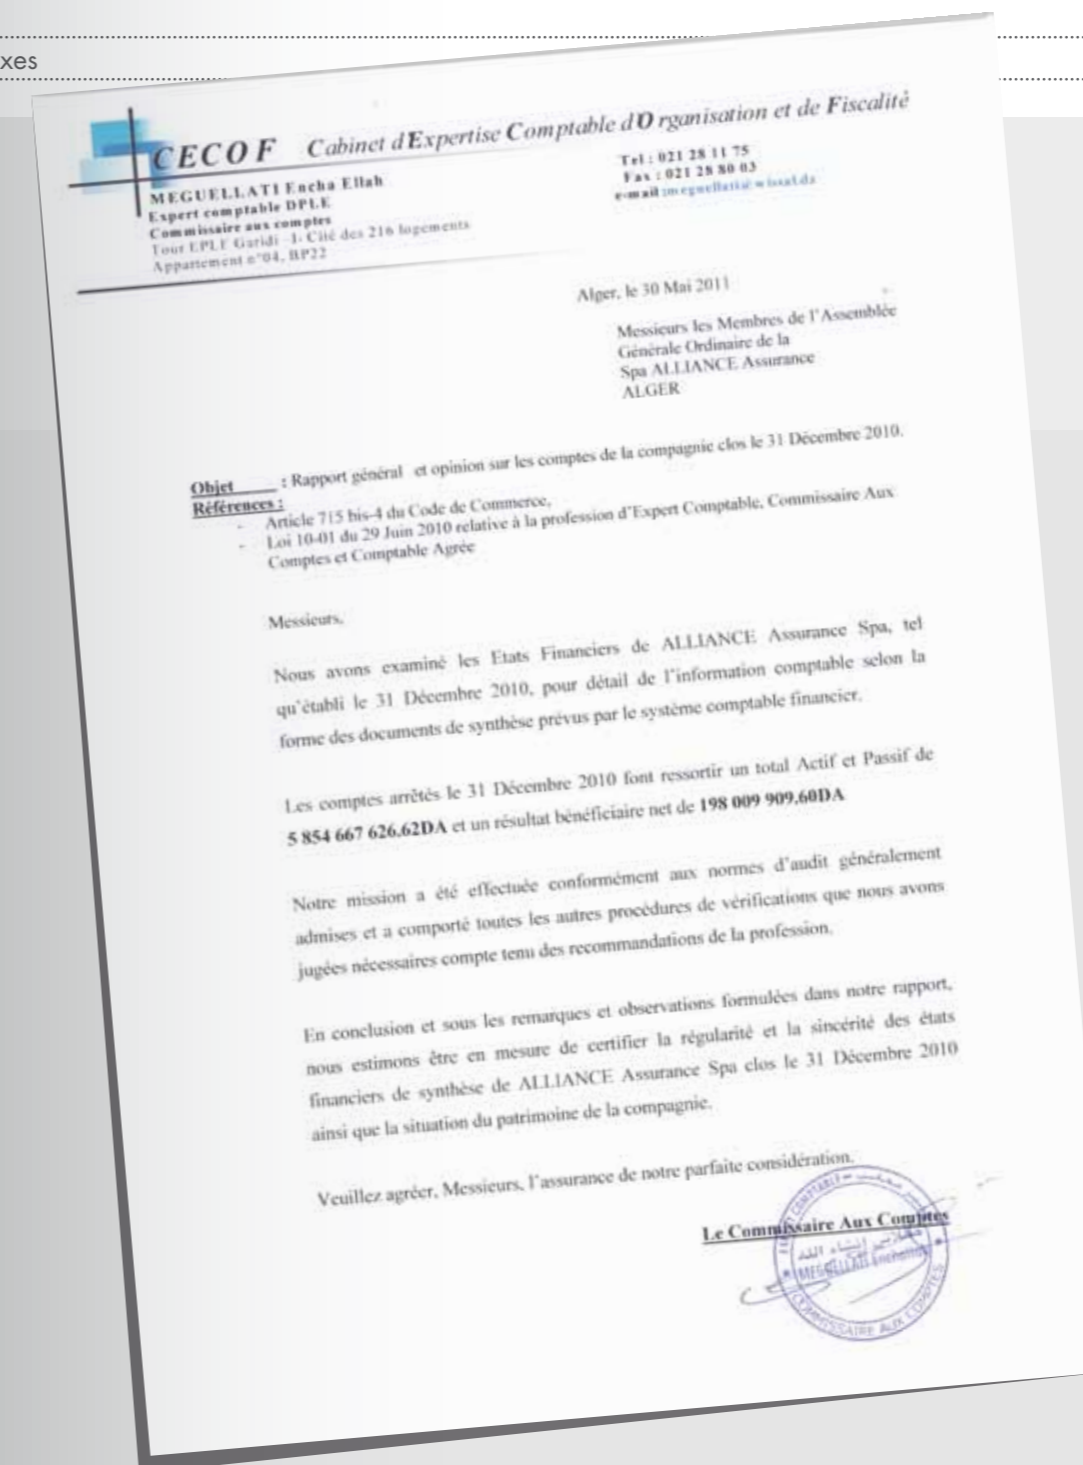 xes
CECOF Cabinet d'Expertise Comptable d'Organisation et de Fiscalité
MEGUELLATI Encha Ellah
Expert comptable DPLE
Commissaire aux comptes
Tour EPLF Garidi -1- Cité des 216 logements
Appartement n°04, BP22
Tel : 021 28 11 75
Fax : 021 28 80 03
e-mail :
Alger, le 30 Mai 2011
Messieurs les Membres de l'Assemblée
Générale Ordinaire de la
Spa ALLIANCE Assurance
ALGER
Objet : Rapport général et opinion sur les comptes de la compagnie clos le 31 Décembre 2010.
Références :
- Article 715 bis-4 du Code de Commerce,
- Loi 10-01 du 29 Juin 2010 relative à la profession d'Expert Comptable, Commissaire Aux
Comptes et Comptable Agrée
Messieurs,
Nous avons examiné les Etats Financiers de ALLIANCE Assurance Spa, tel
qu'établi le 31 Décembre 2010, pour détail de l'information comptable selon la
forme des documents de synthèse prévus par le système comptable financier.
Les comptes arrêtés le 31 Décembre 2010 font ressortir un total Actif et Passif de
5 854 667 626.62DA et un résultat bénéficiaire net de 198 009 909.60DA
Notre mission a été effectuée conformément aux normes d'audit généralement
admises et a comporté toutes les autres procédures de vérifications que nous avons
jugées nécessaires compte tenu des recommandations de la profession.
En conclusion et sous les remarques et observations formulées dans notre rapport,
nous estimons être en mesure de certifier la régularité et la sincérité des états
financiers de synthèse de ALLIANCE Assurance Spa clos le 31 Décembre 2010
ainsi que la situation du patrimoine de la compagnie.
Veuillez agréer, Messieurs, l'assurance de notre parfaite considération.
Le Commissaire Aux Comptes
EXPERT COMPTABLE
إنشاء الله
MEGUELLATI
COMMISSAIRE AUX COMPTES